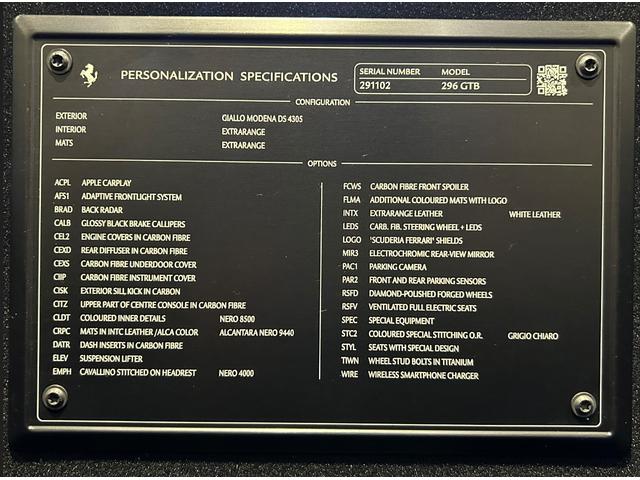 PERSONALIZATION SPECIFICATIONS
SERIAL NUMBER MODEL
291102 296 GTB
CONFIGURATION
EXTERIOR GIALLO MODENA DS 4305
INTERIOR EXTRARANGE
MATS EXTRARANGE
OPTIONS
ACPL APPLE CARPLAY
AFS1 ADAPTIVE FRONTLIGHT SYSTEM
BRAD BACK RADAR
CALB GLOSSY BLACK BRAKE CALLIPERS
CEL2 ENGINE COVERS IN CARBON FIBRE
CEXD REAR DIFFUSER IN CARBON FIBRE
CEXS CARBON FIBRE UNDERDOOR COVER
CIIP CARBON FIBRE INSTRUMENT COVER
CISK EXTERIOR SILL KICK IN CARBON
CITZ UPPER PART OF CENTRE CONSOLE IN CARBON FIBRE
CLDT COLOURED INNER DETAILS NERO 8500
CRPC MATS IN INTC LEATHER /ALCA COLOR ALCANTARA NERO 9440
DATR DASH INSERTS IN CARBON FIBRE
ELEV SUSPENSION LIFTER
EMPH CAVALLINO STITCHED ON HEADREST NERO 4000
FCWS CARBON FIBRE FRONT SPOILER
FLMA ADDITIONAL COLOURED MATS WITH LOGO
INTX EXTRARANGE LEATHER WHITE LEATHER
LEDS CARB. FIB. STEERING WHEEL + LEDS
LOGO 'SCUDERIA FERRARI' SHIELDS
MIR3 ELECTROCHROMIC REAR-VIEW MIRROR
PAC1 PARKING CAMERA
PAR2 FRONT AND REAR PARKING SENSORS
RSFD DIAMOND-POLISHED FORGED WHEELS
RSFV VENTILATED FULL ELECTRIC SEATS
SPEC SPECIAL EQUIPMENT
STC2 COLOURED SPECIAL STITCHING O.R. GRIGIO CHIARO
STYL SEATS WITH SPECIAL DESIGN
TIWN WHEEL STUD BOLTS IN TITANIUM
WIRE WIRELESS SMARTPHONE CHARGER